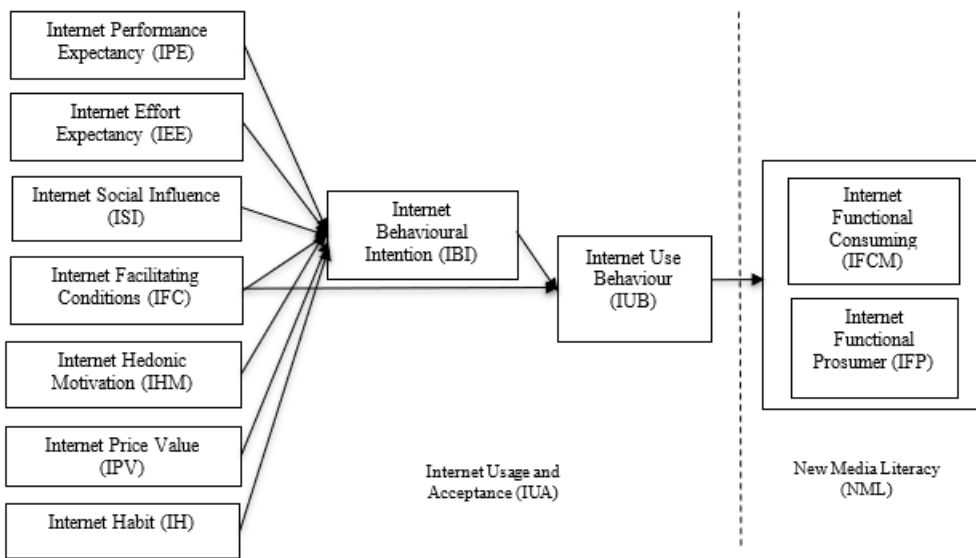 Internet Performance
Expectancy (IPE)
Internet Effort
Expectancy (IEE)
Internet Social Influence
(ISI)
Internet Facilitating
Conditions (IFC)
Internet Hedonic
Motivation (IHM)
Internet Price Value
(IPV)
Internet Habit (IH)
Internet
Behavioural
Intention (IBI)
Internet Use
Behaviour
(IUB)
Internet Usage and
Acceptance (IUA)
Internet
Functional
Consuming
(IFCM)
Internet
Functional
Prosumer (IFP)
New Media Literacy
(NML)